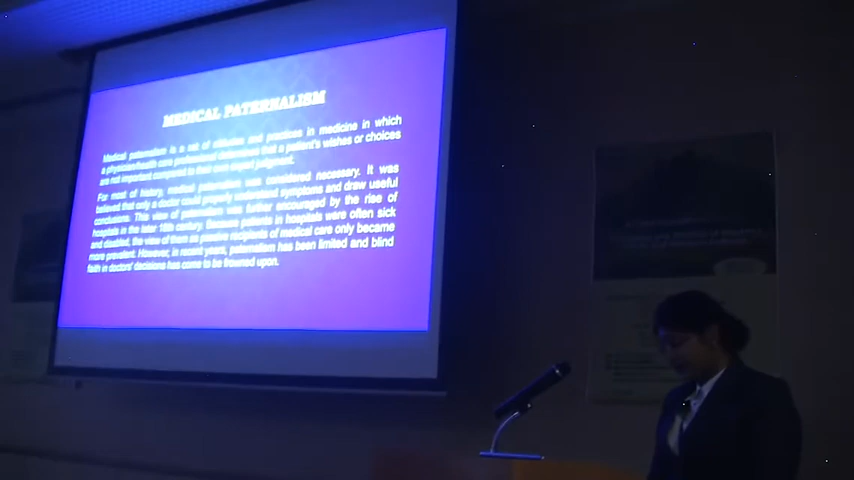 MEDICAL PATERNALISM
Medical paternalism is a set of attitudes and practices in medicine in which
a physician/health care professional determines that a patient's wishes or choices
are not important compared to their own expert judgment.
For most of history, medical paternalism was considered necessary. It was
believed that only a doctor could properly understand symptoms and draw useful
conclusions. This view of paternalism was further encouraged by the rise of
hospitals in the later 18th century. Because patients in hospitals were often sick
and disabled, the view of them as passive recipients of medical care only became
more prevalent. However, in recent years, paternalism has been limited and blind
faith in doctors' decisions has come to be frowned upon.